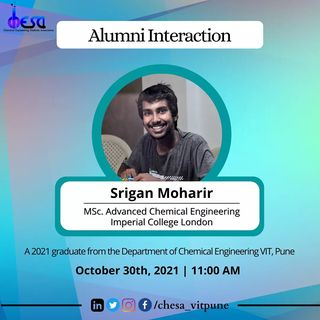 chesa
Alumni Interaction
Srigan Moharir
MSc. Advanced Chemical Engineering
Imperial College London
A 2021 graduate from the Department of Chemical Engineering VIT, Pune
October 30th, 2021 | 11:00 AM
/chesa_vitpune